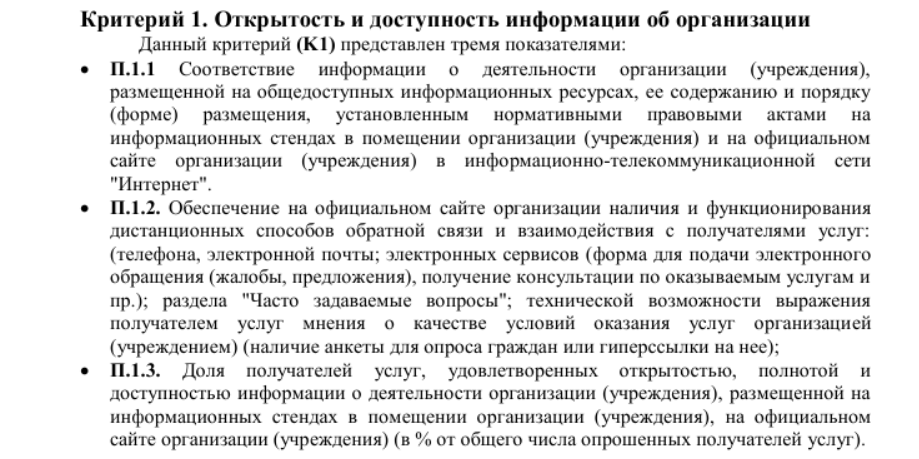 Критерий 1. Открытость и доступность информации об организации
Данный критерий (К1) представлен тремя показателями:
• П.1.1 Соответствие информации о деятельности организации (учреждения),
размещенной на общедоступных информационных ресурсах, ее содержанию и порядку
(форме) размещения, установленным нормативными правовыми актами на
информационных стендах в помещении организации (учреждения) и на официальном
сайте организации (учреждения) в информационно-телекоммуникационной сети
"Интернет".
• П.1.2. Обеспечение на официальном сайте организации наличия и функционирования
дистанционных способов обратной связи и взаимодействия с получателями услуг:
(телефона, электронной почты; электронных сервисов (форма для подачи электронного
обращения (жалобы, предложения), получение консультации по оказываемым услугам и
пр.); раздела "Часто задаваемые вопросы"; технической возможности выражения
получателем услуг мнения о качестве условий оказания услуг организацией
(учреждением) (наличие анкеты для опроса граждан или гиперссылки на нее);
• П.1.3. Доля получателей услуг, удовлетворенных открытостью, полнотой и
доступностью информации о деятельности организации (учреждения), размещенной на
информационных стендах в помещении организации (учреждения), на официальном
сайте организации (учреждения) (в % от общего числа опрошенных получателей услуг).